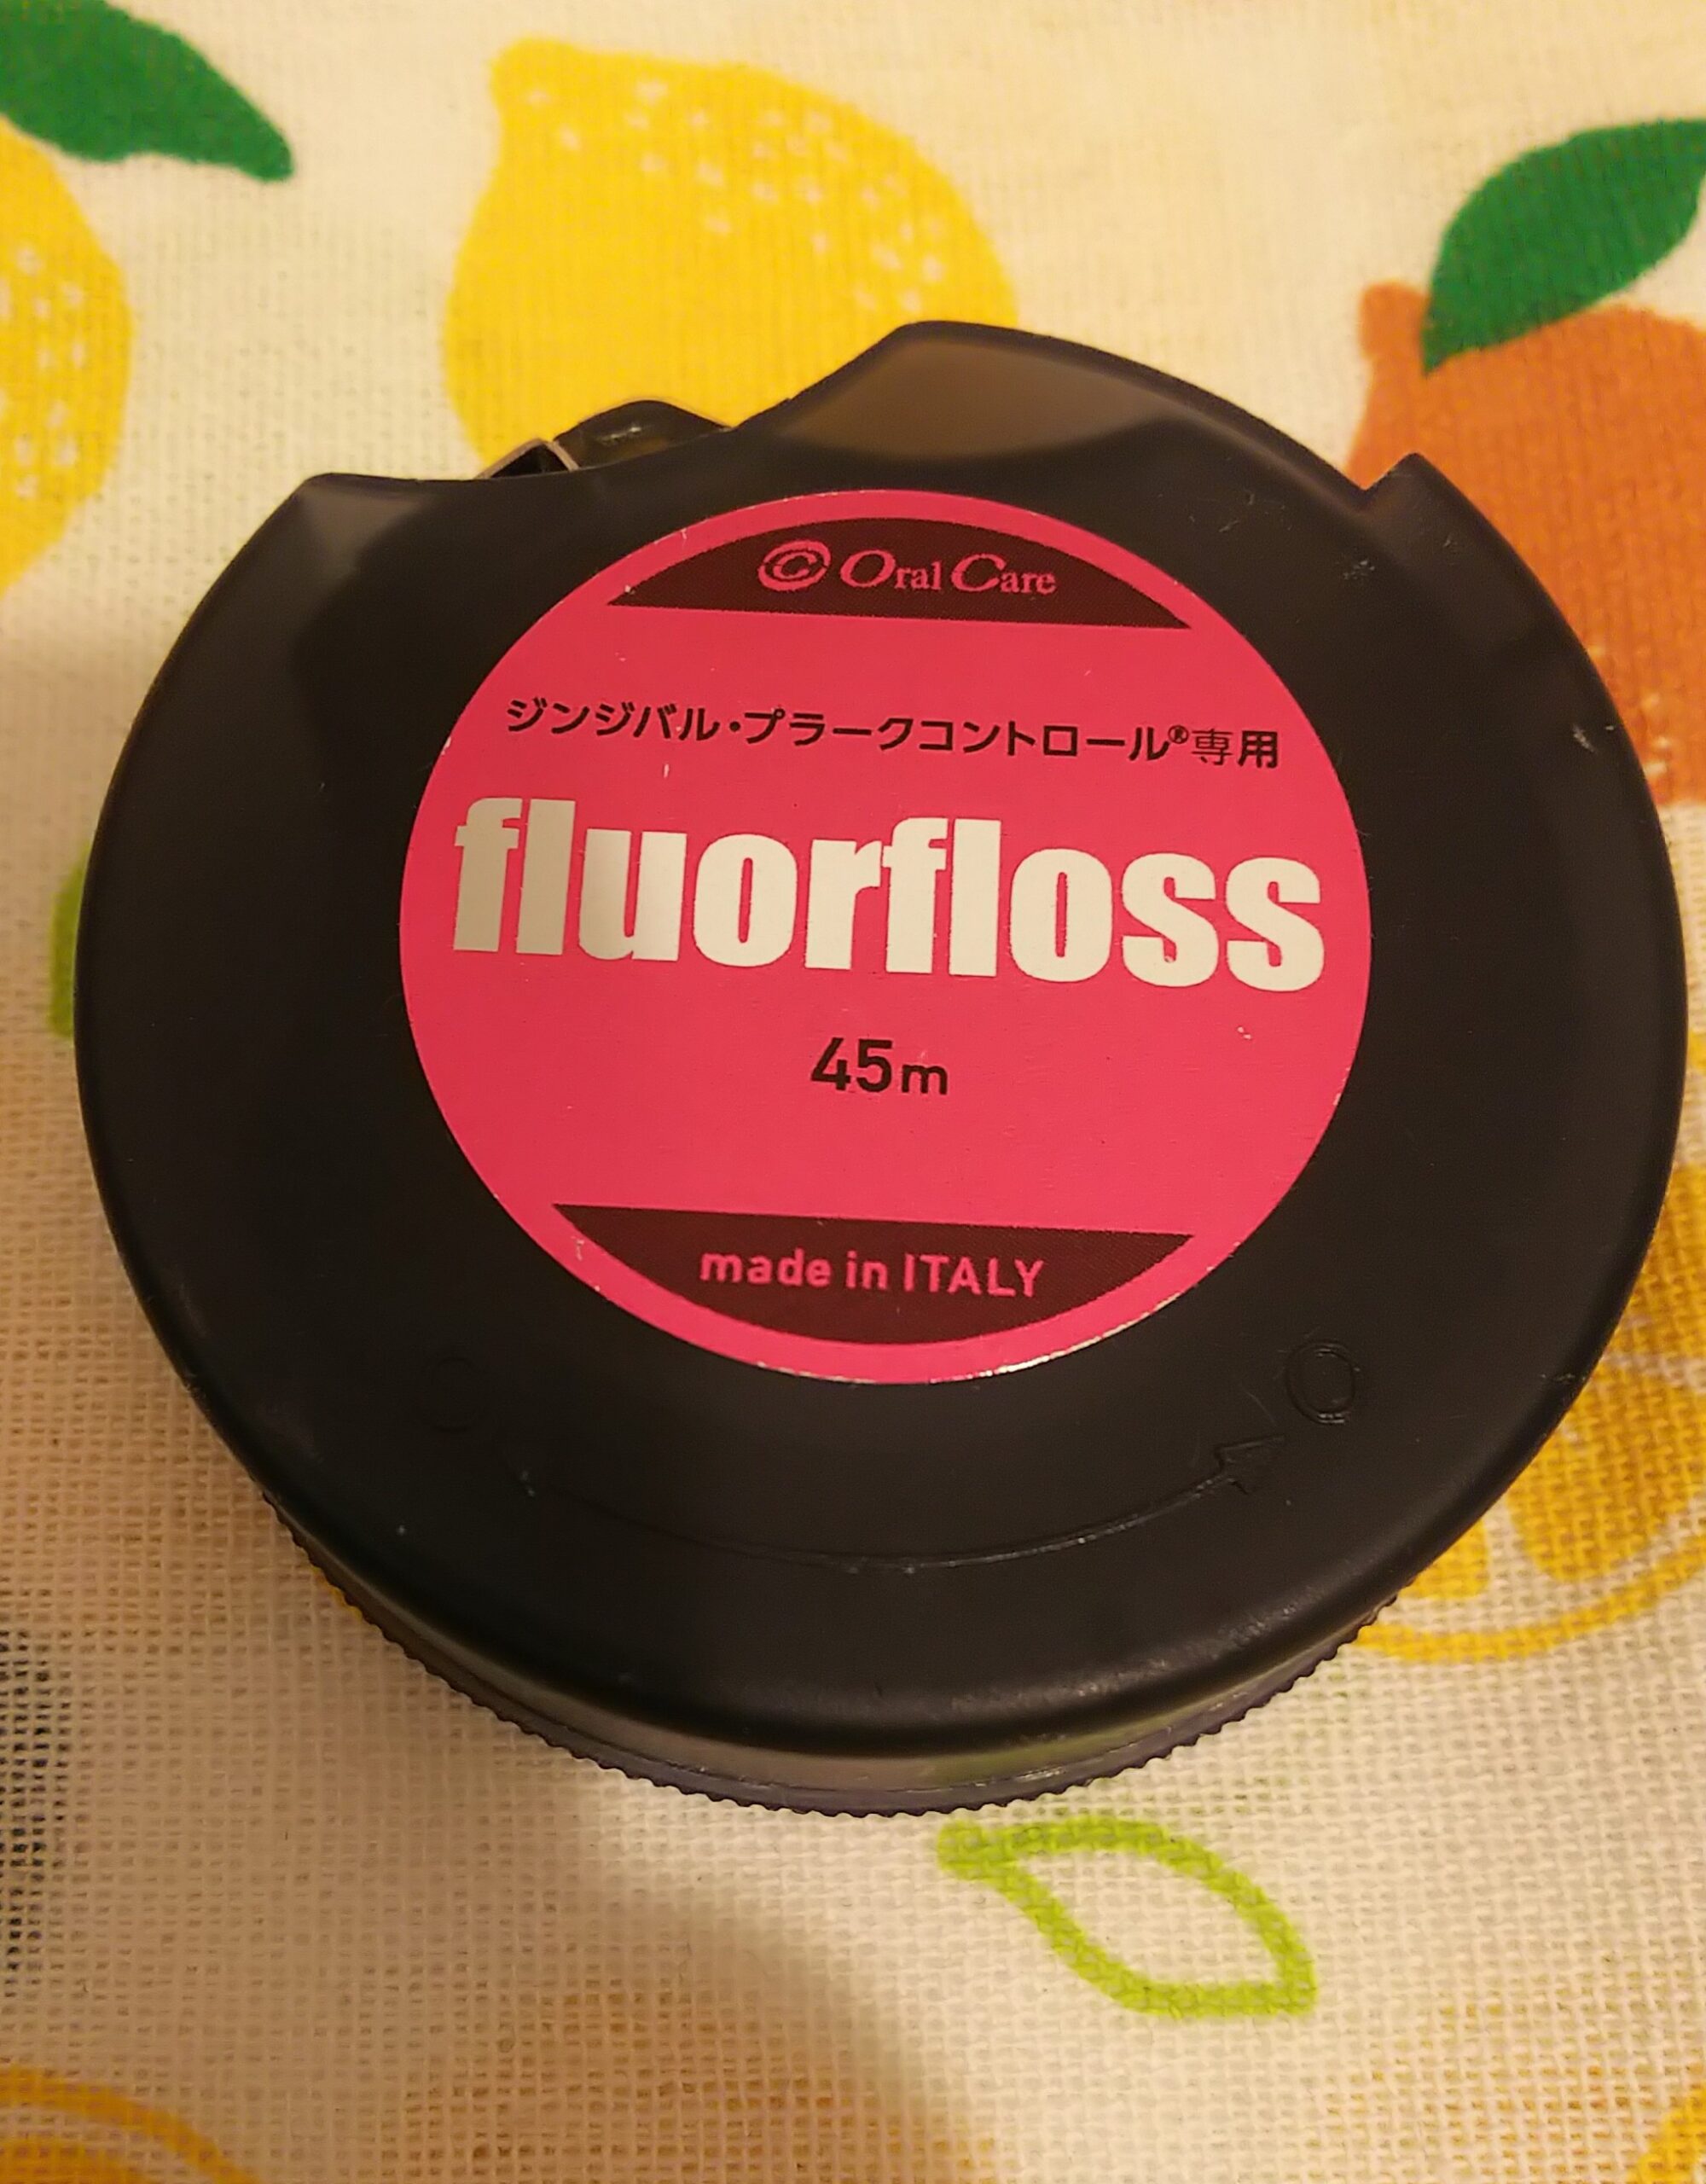 © Oral Care
ジンジバル・プラークコントロール®専用
fluorfloss
45m
made in ITALY